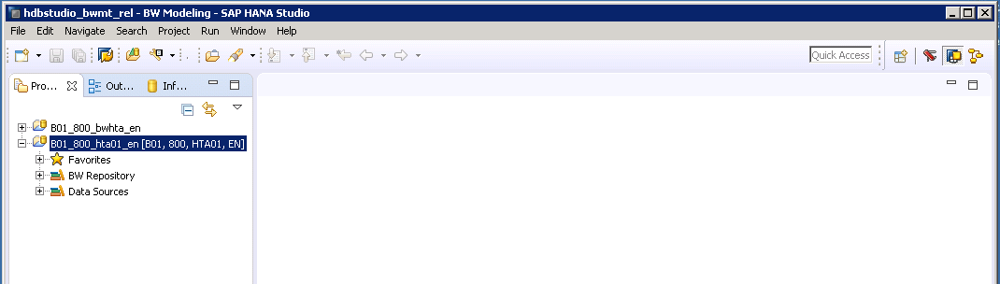 hdbstudio_bwmt_rel - BW Modeling - SAP HANA Studio
File Edit Navigate Search Project Run Window Help
Quick Access
Pro... Out... Inf...
B01_800_bwhta_en
B01_800_hta01_en [B01, 800, HTA01, EN]
Favorites
BW Repository
Data Sources